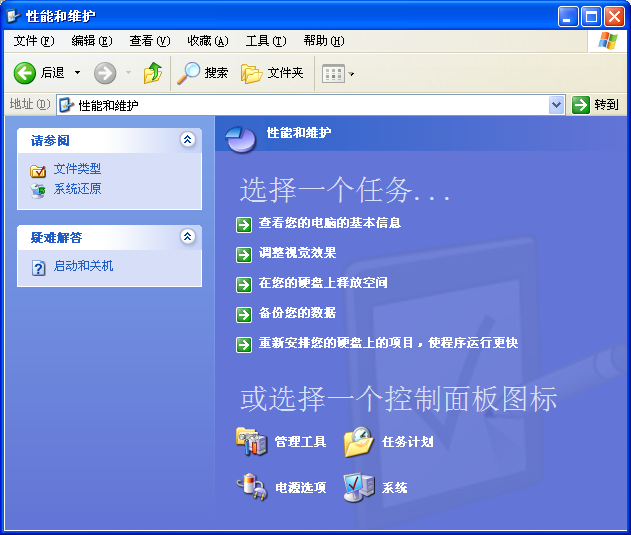 性能和维护
文件(F) 编辑(E) 查看(V) 收藏(A) 工具(T) 帮助(H)
后退 搜索 文件夹
地址(D) 性能和维护 转到
请参阅
文件类型
系统还原
疑难解答
启动和关机
性能和维护
选择一个任务...
查看您的电脑的基本信息
调整视觉效果
在您的硬盘上释放空间
备份您的数据
重新安排您的硬盘上的项目，使程序运行更快
或选择一个控制面板图标
管理工具 任务计划
电源选项 系统